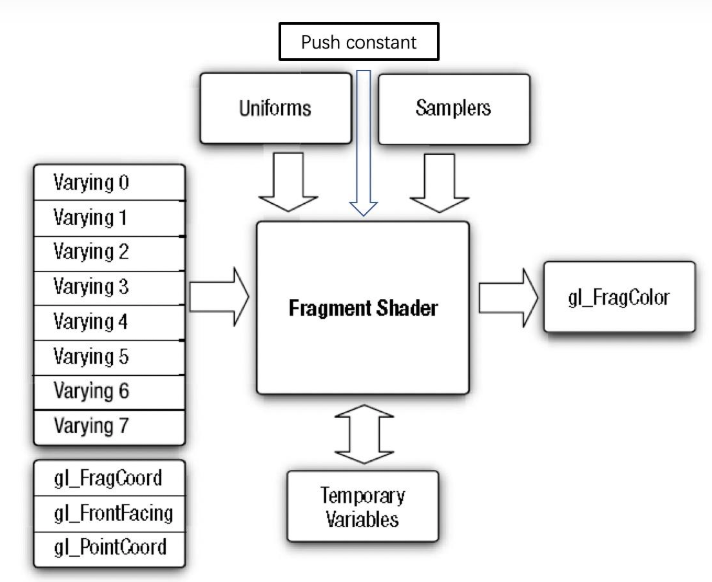 Push constant
Uniforms
Samplers
Varying 0
Varying 1
Varying 2
Varying 3
Varying 4
Varying 5
Varying 6
Varying 7
Fragment Shader
gl_FragColor
gl_FragCoord
gl_FrontFacing
gl_PointCoord
Temporary
Variables